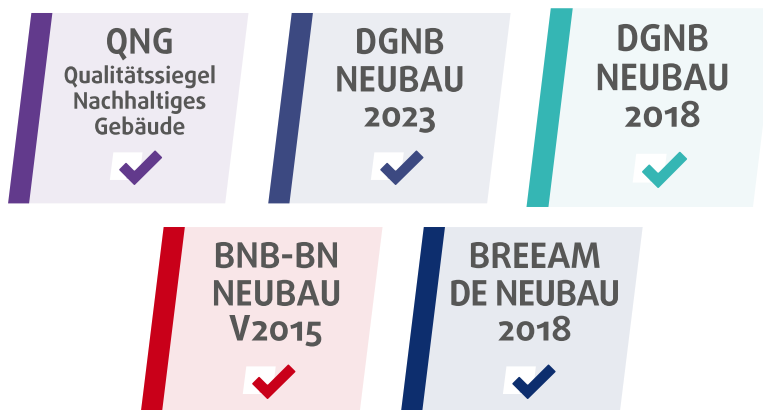 QNG
Qualitätssiegel
Nachhaltiges
Gebäude
DGNB
NEUBAU
2023
DGNB
NEUBAU
2018
BNB-BN
NEUBAU
V2015
BREEAM
DE NEUBAU
2018